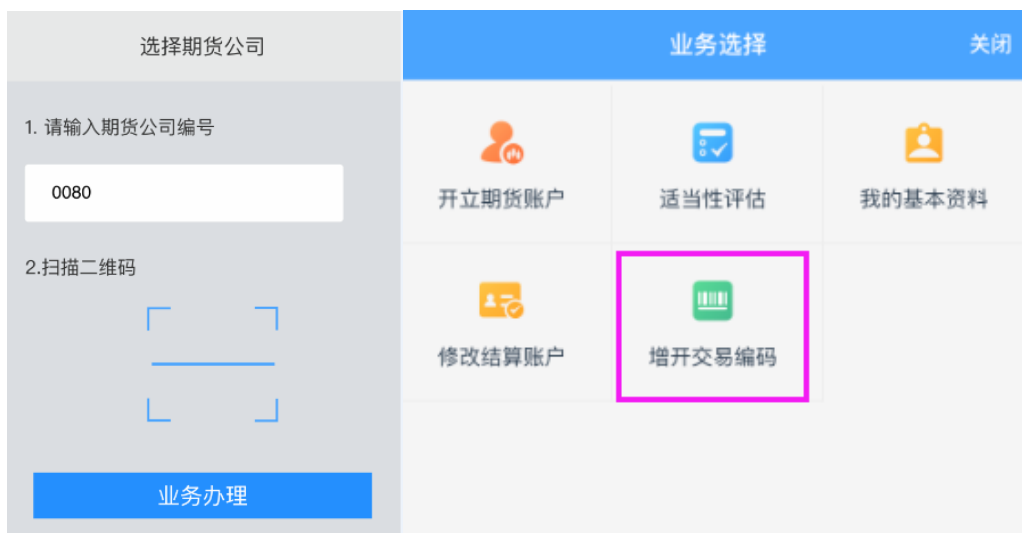 选择期货公司
1. 请输入期货公司编号
0080
2.扫描二维码
业务办理
业务选择 关闭
开立期货账户 适当性评估 我的基本资料
修改结算账户 增开交易编码